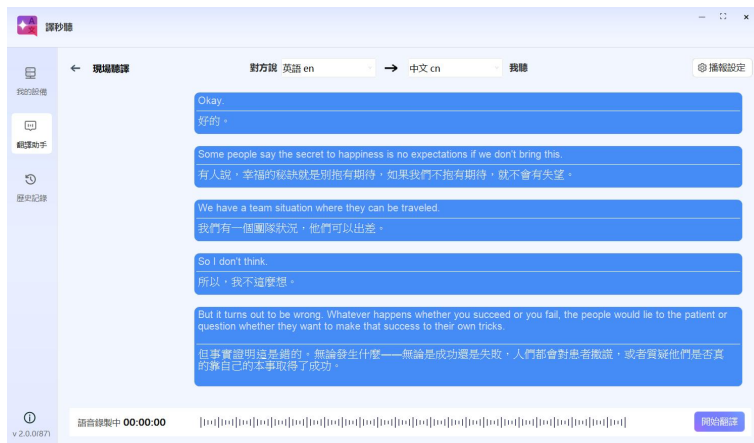 譯秒聽
我的設備
翻譯助手
歷史記錄
v 2.0.0(87)
← 現場聽譯
對方說 英語 en → 中文 cn 我聽
播報設定
Okay.
好的。
Some people say the secret to happiness is no expectations if we don't bring this.
有人說，幸福的秘訣就是別抱有期待，如果我們不抱有期待，就不會有失望。
We have a team situation where they can be traveled.
我們有一個團隊狀況，他們可以出差。
So I don't think.
所以，我不這麼想。
But it turns out to be wrong. Whatever happens whether you succeed or you fail, the people would lie to the patient or
question whether they want to make that success to their own tricks.
但事實證明這是錯的。無論發生什麼——無論是成功還是失敗，人們都會對患者撒謊，或者質疑他們是否真
的靠自己的本事取得了成功。
語音錄製中 00:00:00
開始翻譯